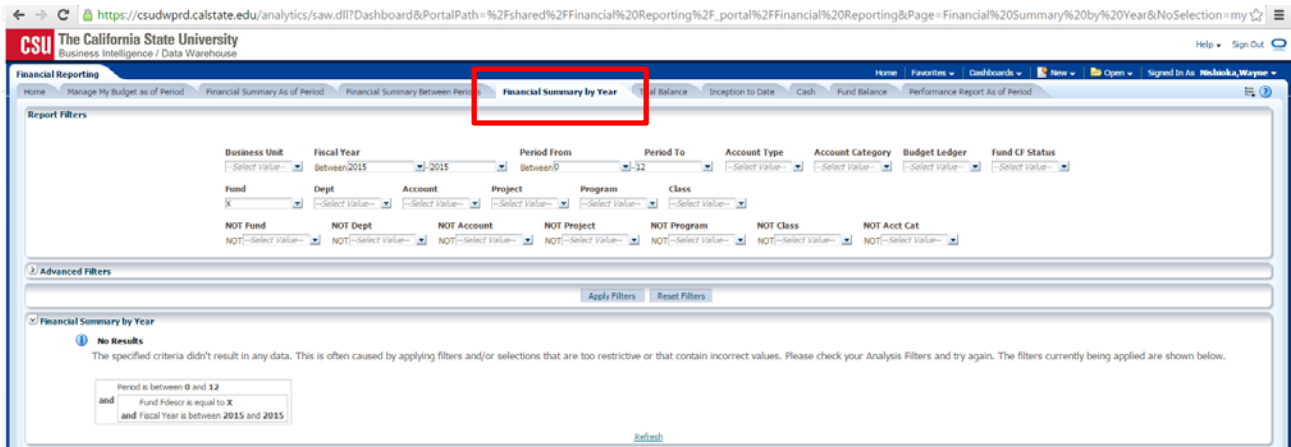 https://csudwprd.calstate.edu/analytics/saw.dll?Dashboard&PortalPath=%2Fshared%2FFinancial%20Reporting%2F_portal%2FFinancial%20Reporting&Page=Financial%20Summary%20by%20Year&NoSelection=my
CSU The California State University
Business Intelligence / Data Warehouse
Help Sign Out
Financial Reporting Home Favorites Dashboards New Open Signed In As Nishioka,Wayne
Home Manage My Budget as of Period Financial Summary As of Period Financial Summary Between Periods Financial Summary by Year Trial Balance Inception to Date Cash Fund Balance Performance Report As of Period
Report Filters
Business Unit Fiscal Year Period From Period To Account Type Account Category Budget Ledger Fund CF Status
--Select Value-- Between 2015 - 2015 Between 0 - 12 --Select Value-- --Select Value-- --Select Value-- --Select Value--
Fund Dept Account Project Program Class
X --Select Value-- --Select Value-- --Select Value-- --Select Value-- --Select Value--
NOT Fund NOT Dept NOT Account NOT Project NOT Program NOT Class NOT Acct Cat
NOT --Select Value-- NOT --Select Value-- NOT --Select Value-- NOT --Select Value-- NOT --Select Value-- NOT --Select Value-- NOT --Select Value--
Advanced Filters
Apply Filters Reset Filters
Financial Summary by Year
No Results
The specified criteria didn't result in any data. This is often caused by applying filters and/or selections that are too restrictive or that contain incorrect values. Please check your Analysis Filters and try again. The filters currently being applied are shown below.
Period is between 0 and 12
and Fund Fdescr is equal to X
and Fiscal Year is between 2015 and 2015
Refresh